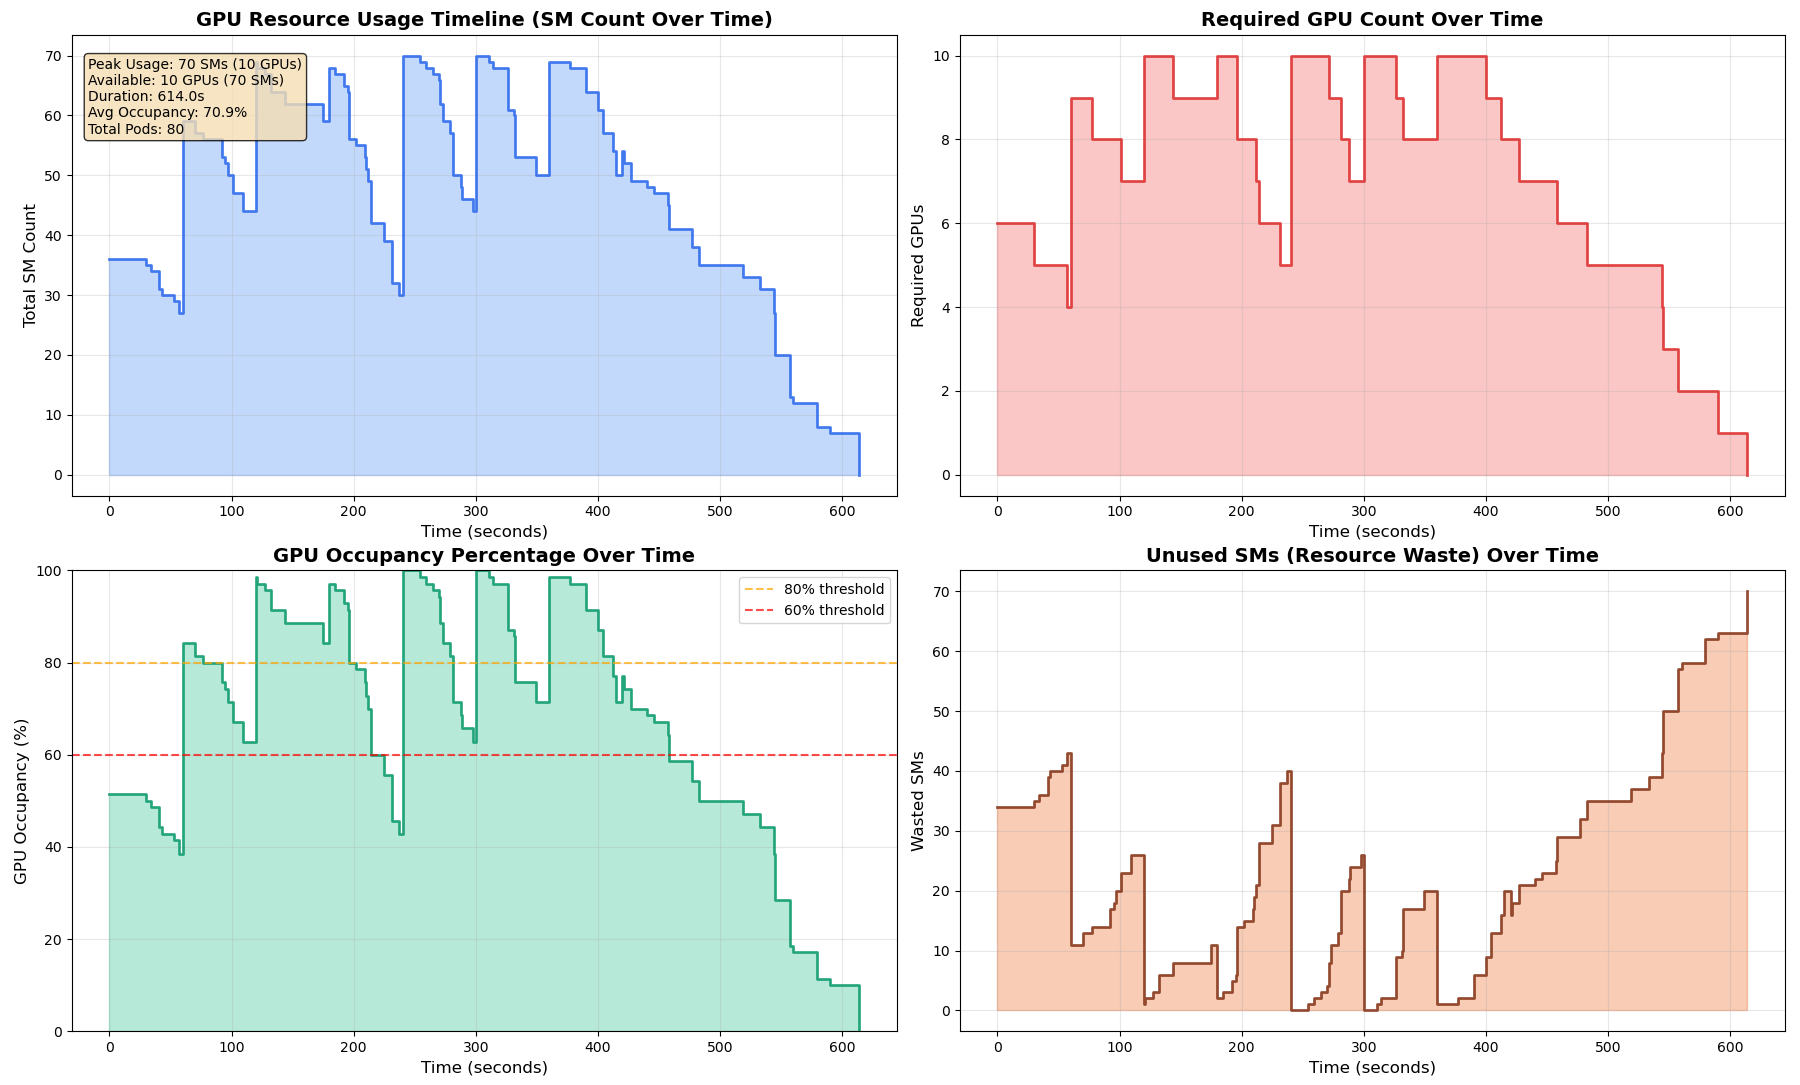 GPU Resource Usage Timeline (SM Count Over Time)
Total SM Count
70
60
50
40
30
20
10
0
Peak Usage: 70 SMs (10 GPUs)
Available: 10 GPUs (70 SMs)
Duration: 614.0s
Avg Occupancy: 70.9%
Total Pods: 80
0 100 200 300 400 500 600
Time (seconds)
Required GPU Count Over Time
Required GPUs
10
8
6
4
2
0
0 100 200 300 400 500 600
Time (seconds)
GPU Occupancy Percentage Over Time
GPU Occupancy (%)
100
80
60
40
20
0
80% threshold
60% threshold
0 100 200 300 400 500 600
Time (seconds)
Unused SMs (Resource Waste) Over Time
Wasted SMs
70
60
50
40
30
20
10
0
0 100 200 300 400 500 600
Time (seconds)